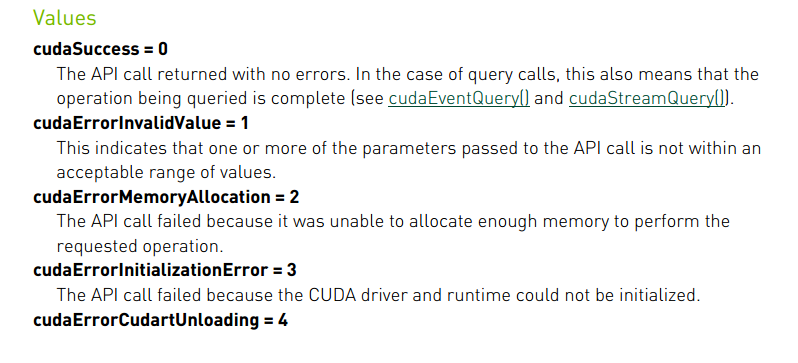 Values
cudaSuccess = 0
The API call returned with no errors. In the case of query calls, this also means that the
operation being queried is complete (see cudaEventQuery() and cudaStreamQuery()).
cudaErrorInvalidValue = 1
This indicates that one or more of the parameters passed to the API call is not within an
acceptable range of values.
cudaErrorMemoryAllocation = 2
The API call failed because it was unable to allocate enough memory to perform the
requested operation.
cudaErrorInitializationError = 3
The API call failed because the CUDA driver and runtime could not be initialized.
cudaErrorCudartUnloading = 4